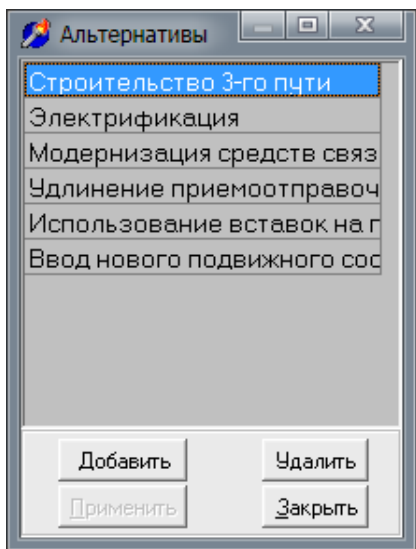 Альтернативы
Строительство 3-го пути
Электрификация
Модернизация средств связ
Удлинение приемоотправоч
Использование вставок на г
Ввод нового подвижного сос
Добавить Удалить
Применить Закрыть